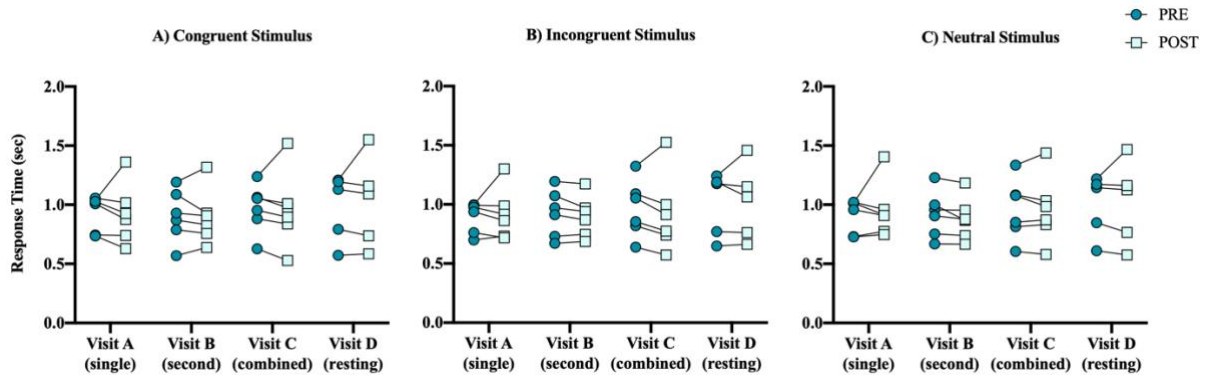 PRE
POST
A) Congruent Stimulus
B) Incongruent Stimulus
C) Neutral Stimulus
Response Time (sec)
2.0
1.5
1.0
0.5
0.0
Visit A Visit B Visit C Visit D
(single) (second) (combined) (resting)
2.0
1.5
1.0
0.5
0.0
Visit A Visit B Visit C Visit D
(single) (second) (combined) (resting)
2.0
1.5
1.0
0.5
0.0
Visit A Visit B Visit C Visit D
(single) (second) (combined) (resting)